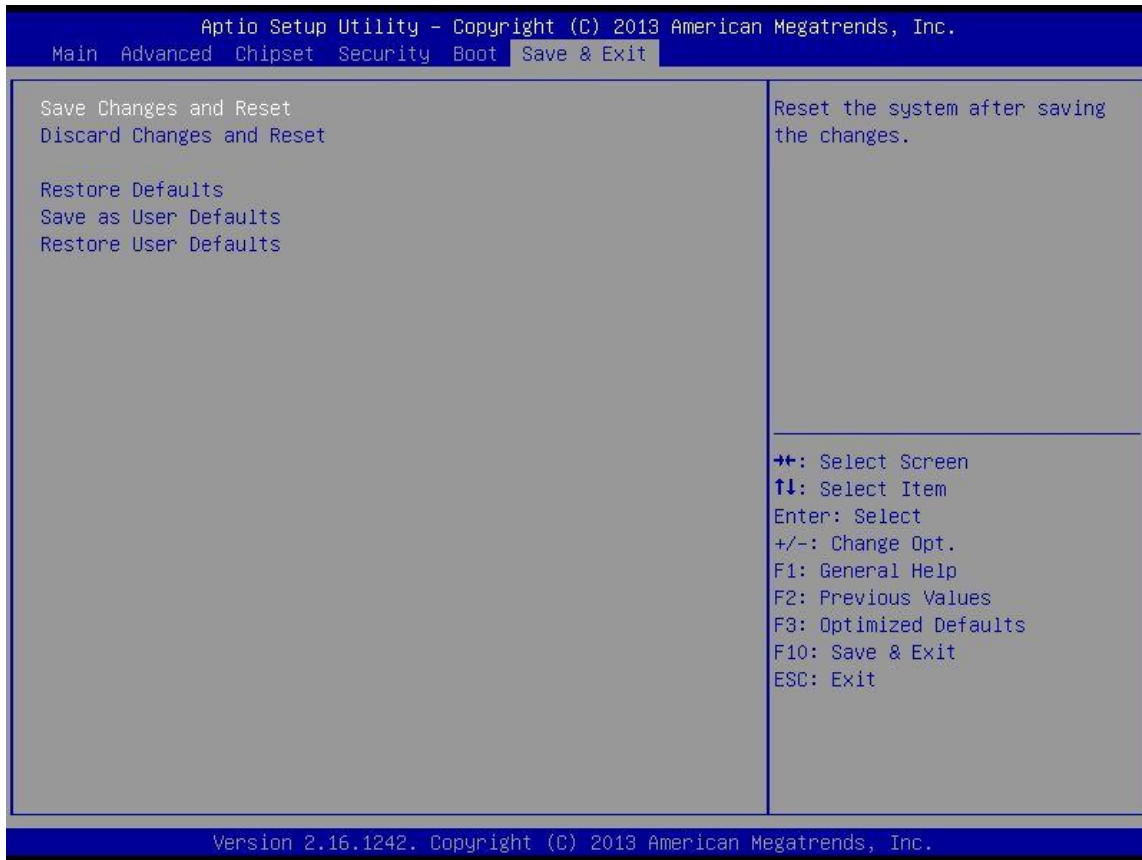 Aptio Setup Utility – Copyright (C) 2013 American Megatrends, Inc.
Main Advanced Chipset Security Boot Save & Exit
Save Changes and Reset
Discard Changes and Reset
Restore Defaults
Save as User Defaults
Restore User Defaults
Reset the system after saving
the changes.
→←: Select Screen
↑↓: Select Item
Enter: Select
+/-: Change Opt.
F1: General Help
F2: Previous Values
F3: Optimized Defaults
F10: Save & Exit
ESC: Exit
Version 2.16.1242. Copyright (C) 2013 American Megatrends, Inc.